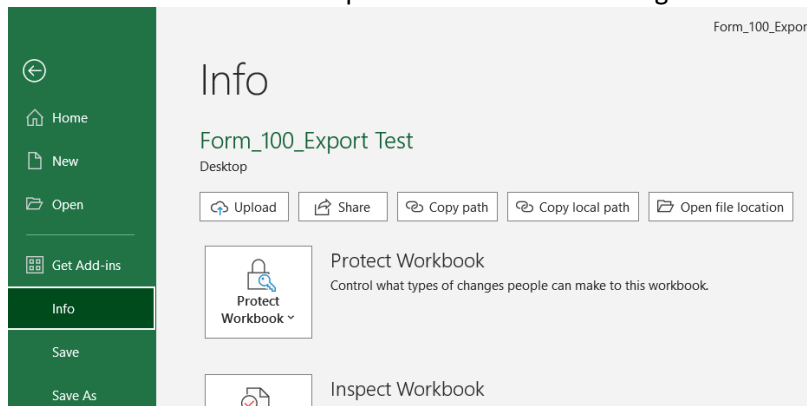 Form_100_Expor
Info
Home
New
Open
Get Add-ins
Info
Save
Save As
Form_100_Export Test
Desktop
Upload
Share
Copy path
Copy local path
Open file location
Protect Workbook
Protect Workbook
Control what types of changes people can make to this workbook.
Inspect Workbook